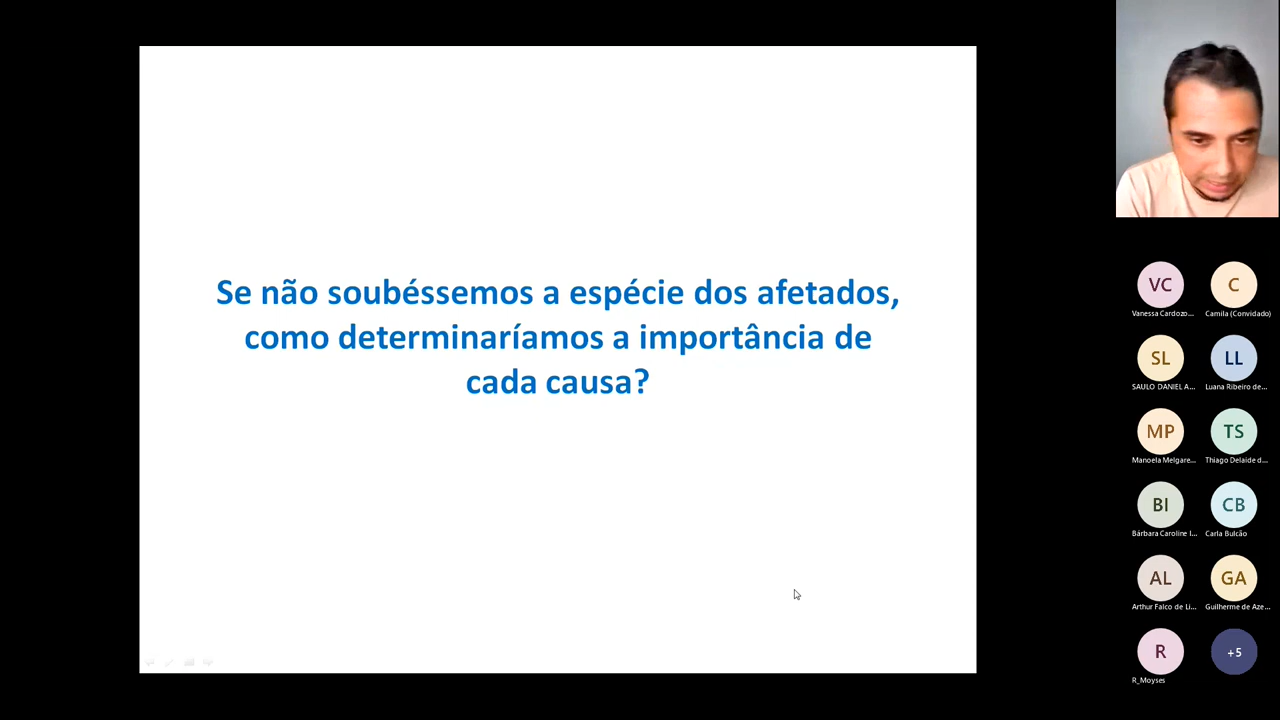 Se não soubéssemos a espécie dos afetados,
como determinaríamos a importância de
cada causa?
VC
C
Vanessa Cardozo...
Camila (Convidado)
SL
LL
SAULO DANIEL A...
Luana Ribeiro de...
MP
TS
Manoela Melgare...
Thiago Delaide d...
BI
CB
Bárbara Caroline I...
Carla Bulcão
AL
GA
Arthur Falco de Li...
Guilherme de Aze...
R
+5
R_Moyses